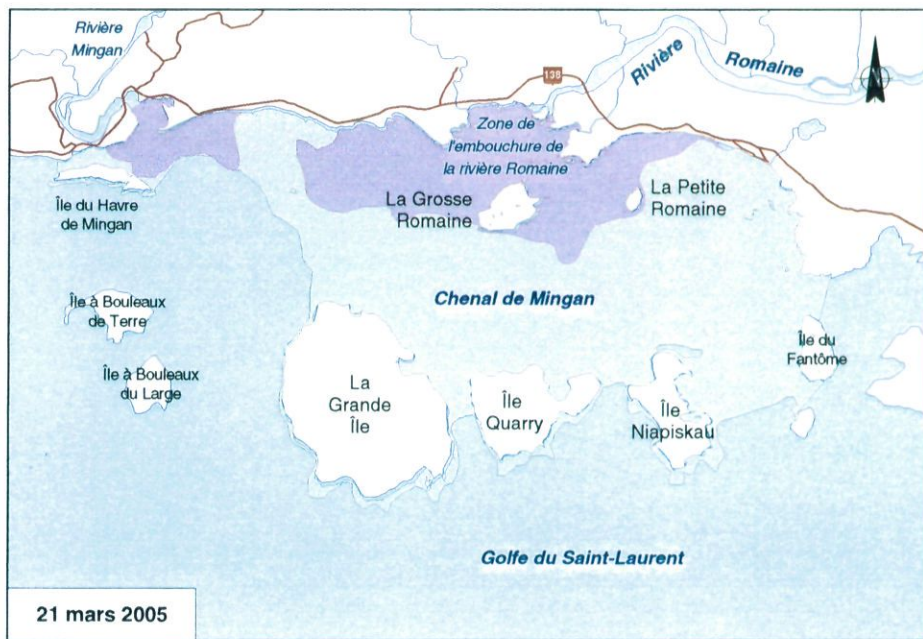 Rivière
Mingan
138
Rivière
Romaine
N
Zone de
l'embouchure de
la rivière Romaine
La Grosse
Romaine
La Petite
Romaine
Île du Havre
de Mingan
Chenal de Mingan
Île à Bouleaux
de Terre
Île du
Fantôme
Île à Bouleaux
du Large
La
Grande
Île
Île
Quarry
Île
Niapiskau
Golfe du Saint-Laurent
21 mars 2005